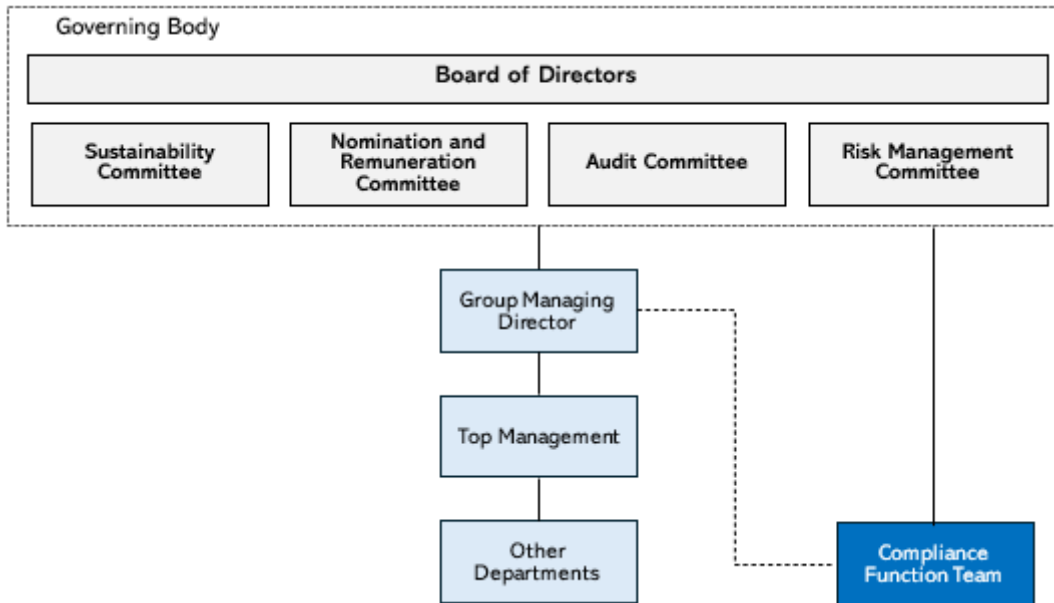 Governing Body
Board of Directors
Sustainability
Committee
Nomination and
Remuneration
Committee
Audit Committee
Risk Management
Committee
Group Managing
Director
Top Management
Other
Departments
Compliance
Function Team